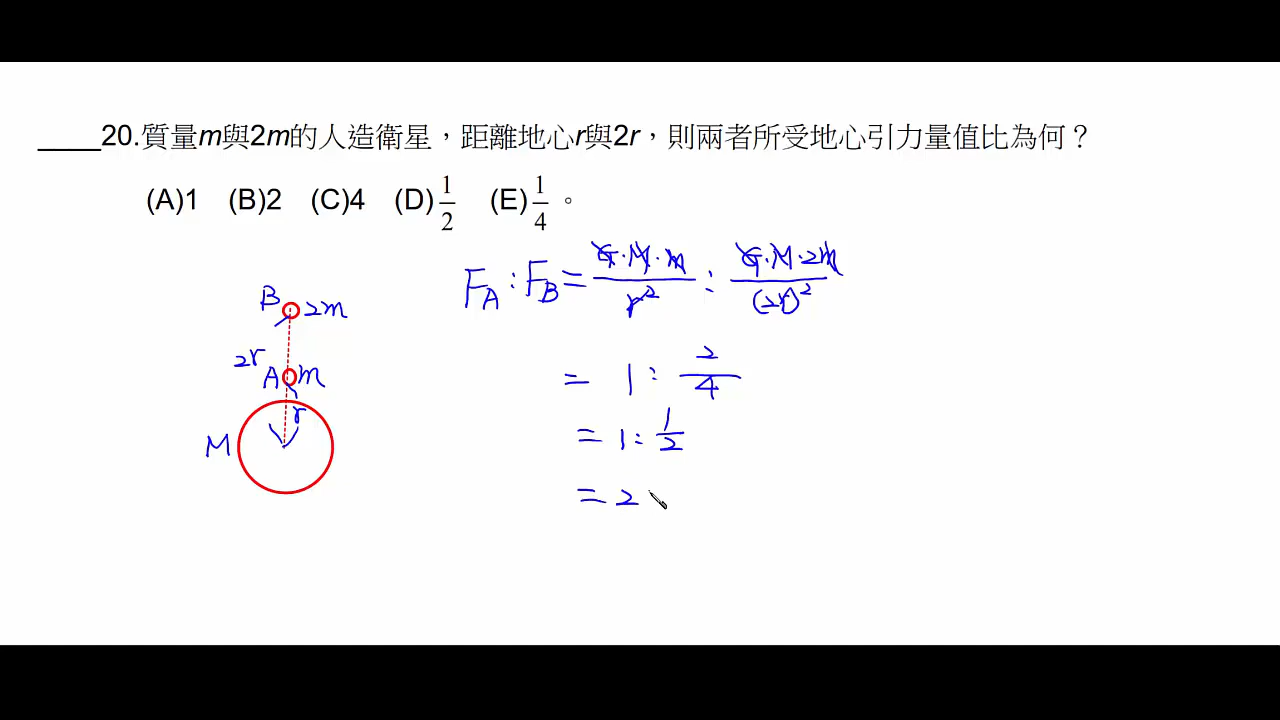 ____20.質量m與2m的人造衛星，距離地心r與2r，則兩者所受地心引力量值比為何？
(A)1 (B)2 (C)4 (D)1/2 (E)1/4 。
F_A : F_B = G·M·m/r² : G·M·2m/(2r)²
= 1 : 2/4
= 1 : 1/2
= 2
B 2m
2r
A m
r
M